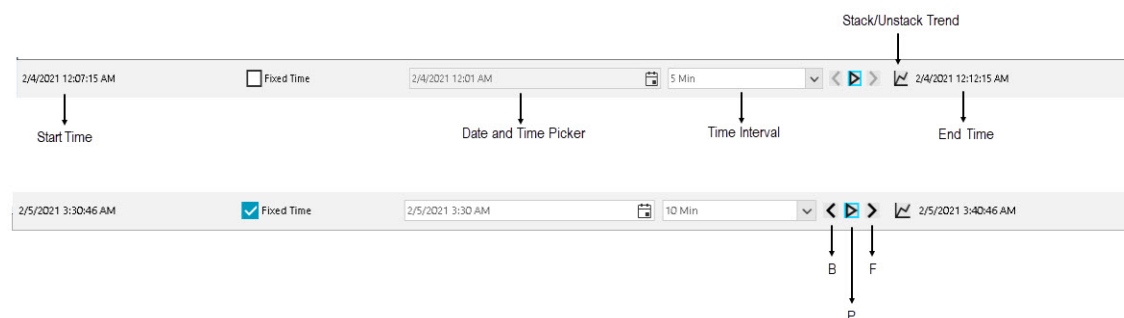 Stack/Unstack Trend
2/4/2021 12:07:15 AM Fixed Time 2/4/2021 12:01 AM 5 Min 2/4/2021 12:12:15 AM
Start Time Date and Time Picker Time Interval End Time
2/5/2021 3:30:46 AM Fixed Time 2/5/2021 3:30 AM 10 Min 2/5/2021 3:40:46 AM
B F
P